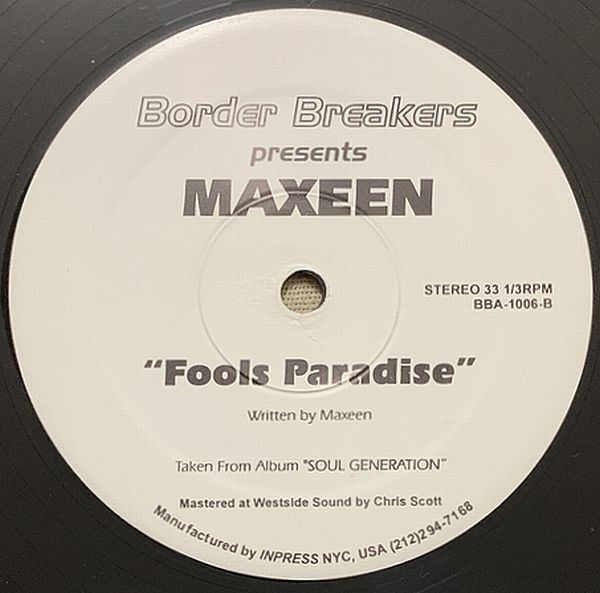 Border Breakers
presents
MAXEEN
STEREO 33 1/3RPM
BBA-1006-B
“Fools Paradise”
Written by Maxeen
Taken From Album "SOUL GENERATION"
Mastered at Westside Sound by Chris Scott
Manufactured by INPRESS NYC, USA (212)294-7168